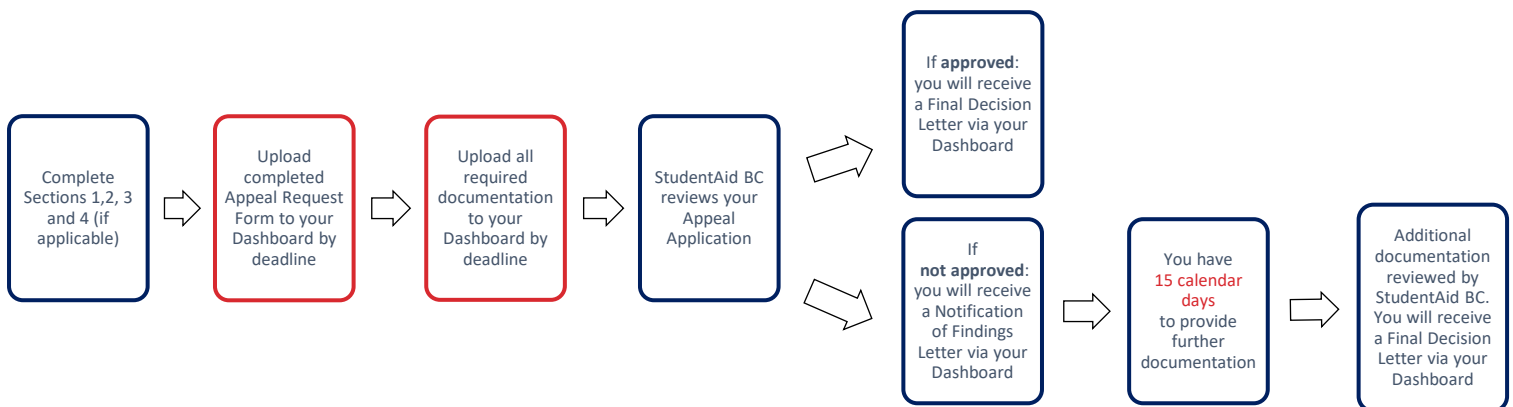 Complete
Sections 1,2, 3
and 4 (if
applicable)
Upload
completed
Appeal Request
Form to your
Dashboard by
deadline
Upload all
required
documentation
to your
Dashboard by
deadline
StudentAid BC
reviews your
Appeal
Application
If approved:
you will receive
a Final Decision
Letter via your
Dashboard
If
not approved:
you will receive
a Notification
of Findings
Letter via your
Dashboard
You have
15 calendar
days
to provide
further
documentation
Additional
documentation
reviewed by
StudentAid BC.
You will receive
a Final Decision
Letter via your
Dashboard